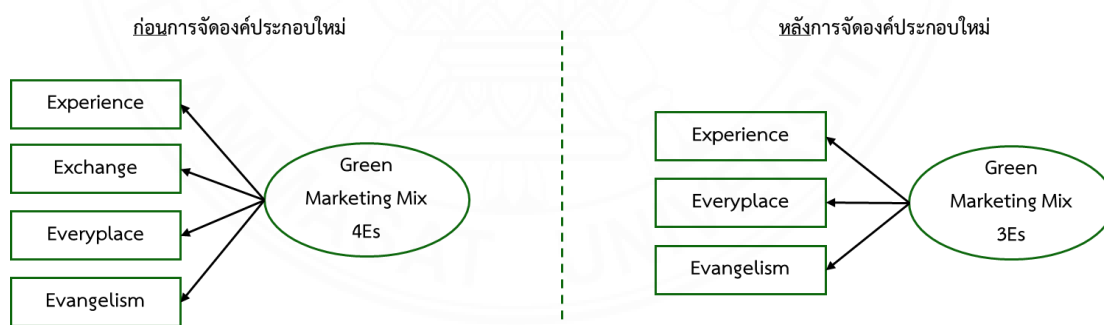 ก่อนการจัดองค์ประกอบใหม่
Experience
Exchange
Everyplace
Evangelism
Green
Marketing Mix
4Es
หลังการจัดองค์ประกอบใหม่
Experience
Everyplace
Evangelism
Green
Marketing Mix
3Es